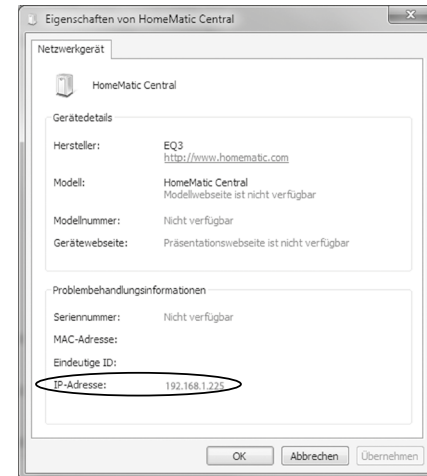 Eigenschaften von HomeMatic Central
Netzwerkgerät
HomeMatic Central
Gerätedetails
Hersteller: EQ3
http://www.homematic.com
Modell: HomeMatic Central
Modellwebseite ist nicht verfügbar
Modellnummer: Nicht verfügbar
Gerätewebseite: Präsentationswebseite ist nicht verfügbar
Problembehandlungsinformationen
Seriennummer: Nicht verfügbar
MAC-Adresse:
Eindeutige ID:
IP-Adresse: 192.168.1.225
OK Abbrechen Übernehmen